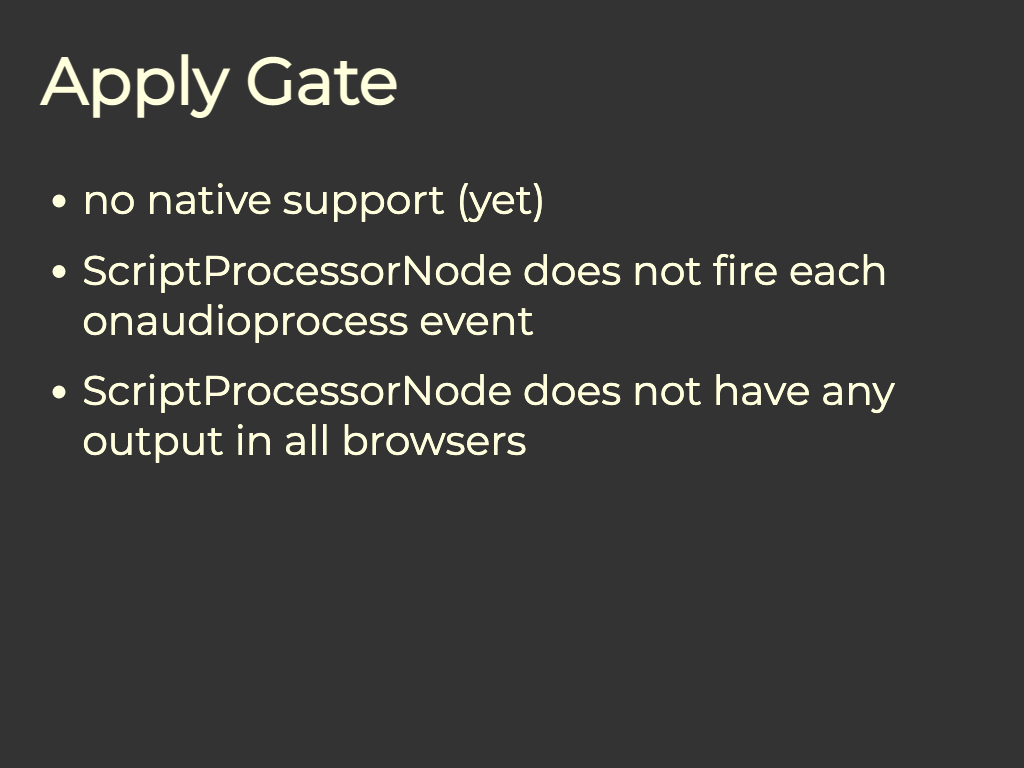 Apply Gate
• no native support (yet)
• ScriptProcessorNode does not fire each
onaudioprocess event
• ScriptProcessorNode does not have any
output in all browsers